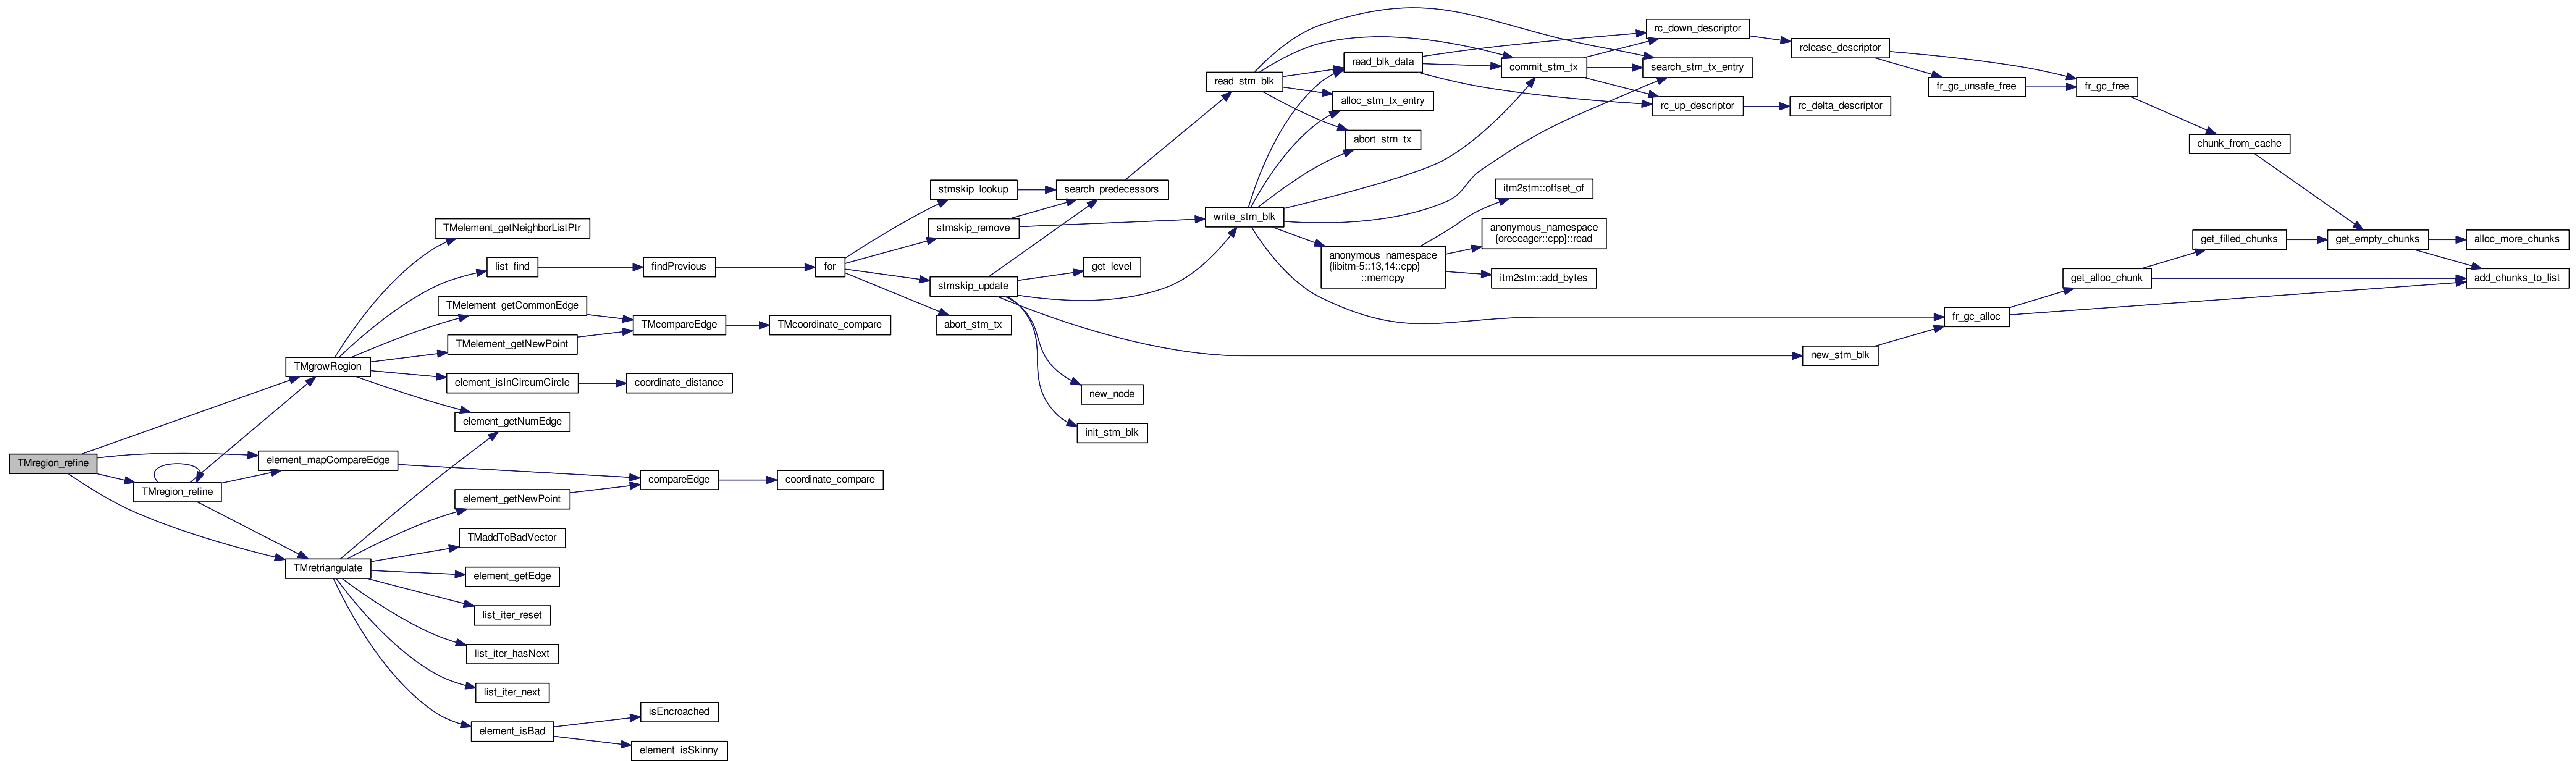 TMregion_refine
TMregion_refine
element_mapCompareEdge
TMgrowRegion
TMretriangulate
TMelement_getNeighborListPtr
list_find
TMelement_getCommonEdge
TMelement_getNewPoint
element_isInCircumCircle
element_getNumEdge
element_getNewPoint
TMaddToBadVector
element_getEdge
list_iter_reset
list_iter_hasNext
list_iter_next
element_isBad
findPrevious
TMcompareEdge
coordinate_distance
compareEdge
isEncroached
element_isSkinny
for
TMcoordinate_compare
coordinate_compare
stmskip_lookup
stmskip_remove
stmskip_update
abort_stm_tx
search_predecessors
get_level
new_node
init_stm_blk
read_stm_blk
write_stm_blk
read_blk_data
alloc_stm_tx_entry
abort_stm_tx
anonymous_namespace
{libitm-5::13,14::cpp}
::memcpy
commit_stm_tx
itm2stm::offset_of
anonymous_namespace
{oreceager::cpp}::read
itm2stm::add_bytes
rc_down_descriptor
search_stm_tx_entry
rc_up_descriptor
release_descriptor
rc_delta_descriptor
new_stm_blk
fr_gc_unsafe_free
fr_gc_alloc
fr_gc_free
get_alloc_chunk
chunk_from_cache
get_filled_chunks
get_empty_chunks
alloc_more_chunks
add_chunks_to_list